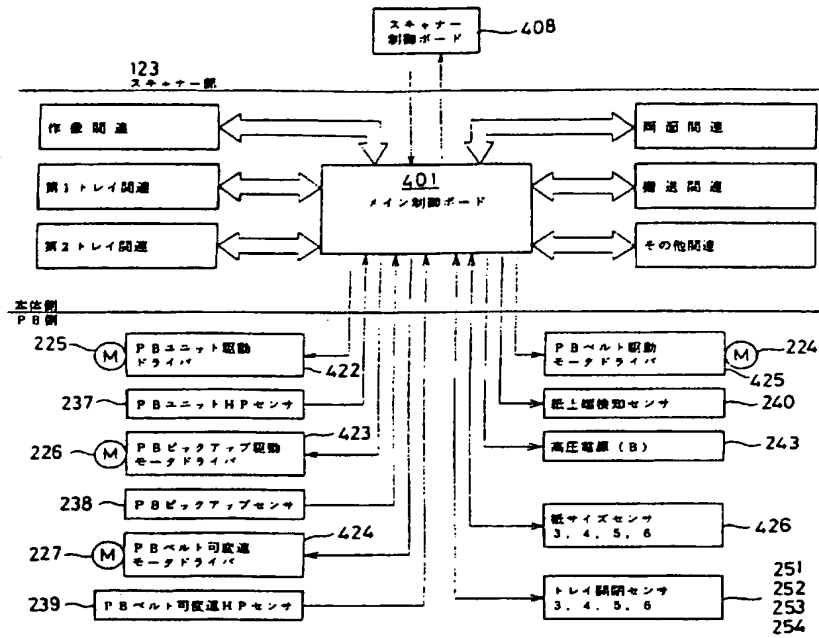 スキャナー
制御ボード
408
123
スキャナー部
作像関連
両面関連
401
メイン制御ボード
第1トレイ関連
搬送関連
第2トレイ関連
その他関連
本体側
PB側
225
M
PBユニット駆動
ドライバ
422
PBベルト駆動
モータドライバ
M
224
425
237
PBユニットHPセンサ
紙上端検知センサ
240
423
226
M
PBピックアップ駆動
モータドライバ
高圧電源(B)
243
238
PBピックアップセンサ
424
227
M
PBベルト可変速
モータドライバ
紙サイズセンサ
3,4,5,6
426
239
PBベルト可変速HPセンサ
トレイ開閉センサ
3,4,5,6
251
252
253
254